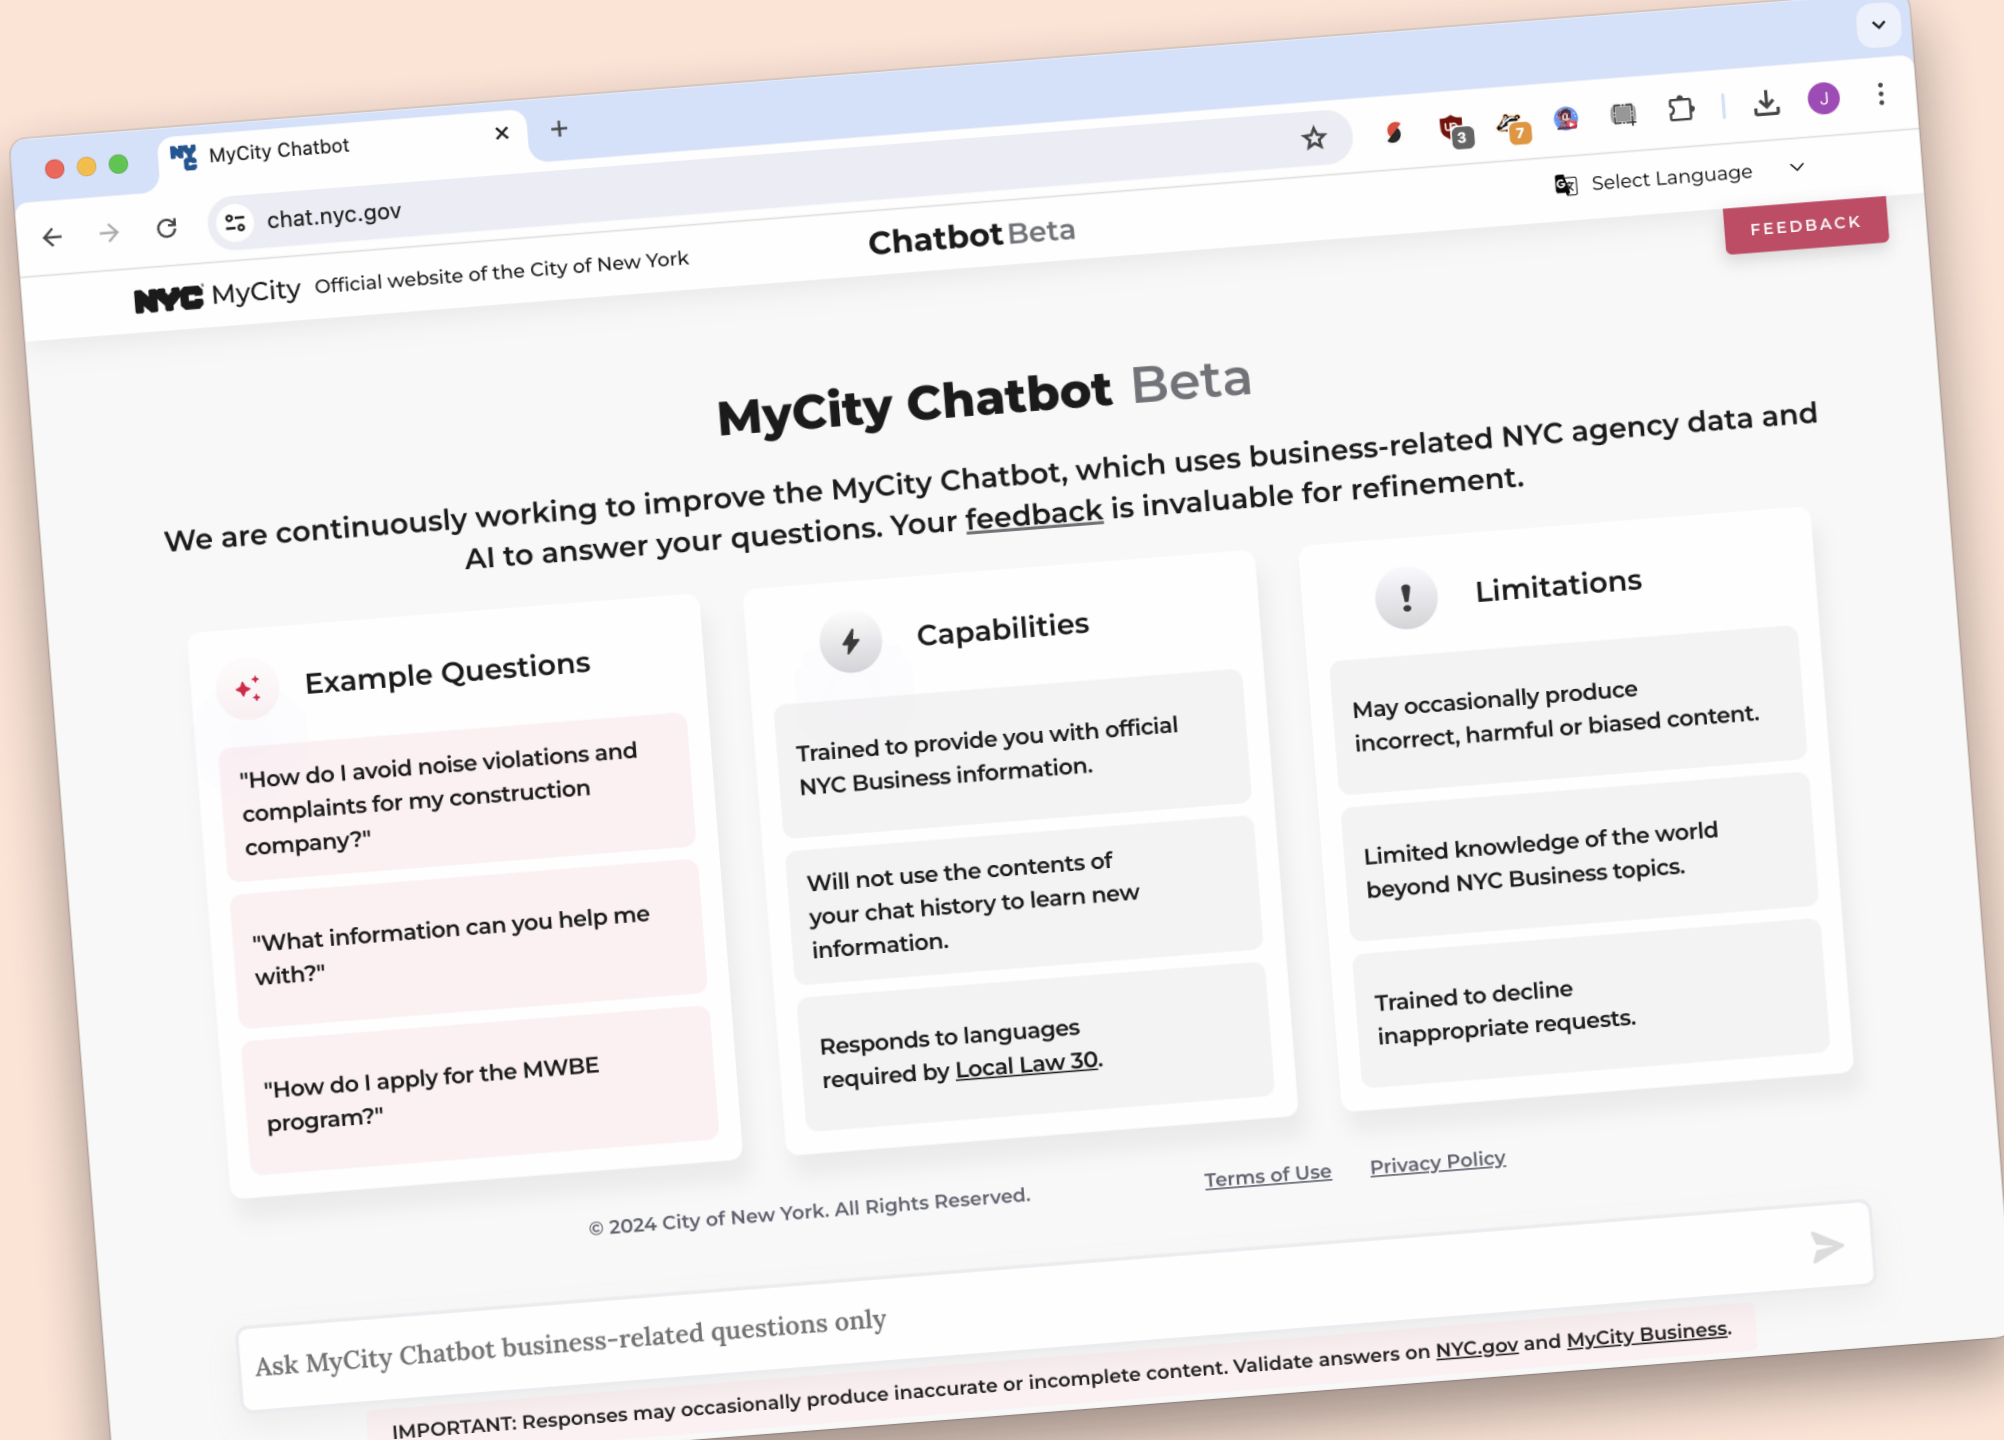 NYC
MyCity Chatbot
chat.nyc.gov
3
7
J
NYC MyCity Official website of the City of New York
Chatbot Beta
Select Language
FEEDBACK
MyCity Chatbot Beta
We are continuously working to improve the MyCity Chatbot, which uses business-related NYC agency data and
AI to answer your questions. Your feedback is invaluable for refinement.
Example Questions
"How do I avoid noise violations and
complaints for my construction
company?"
"What information can you help me
with?"
"How do I apply for the MWBE
program?"
Capabilities
Trained to provide you with official
NYC Business information.
Will not use the contents of
your chat history to learn new
information.
Responds to languages
required by Local Law 30.
Limitations
May occasionally produce
incorrect, harmful or biased content.
Limited knowledge of the world
beyond NYC Business topics.
Trained to decline
inappropriate requests.
© 2024 City of New York. All Rights Reserved.
Terms of Use
Privacy Policy
Ask MyCity Chatbot business-related questions only
IMPORTANT: Responses may occasionally produce inaccurate or incomplete content. Validate answers on NYC.gov and MyCity Business.